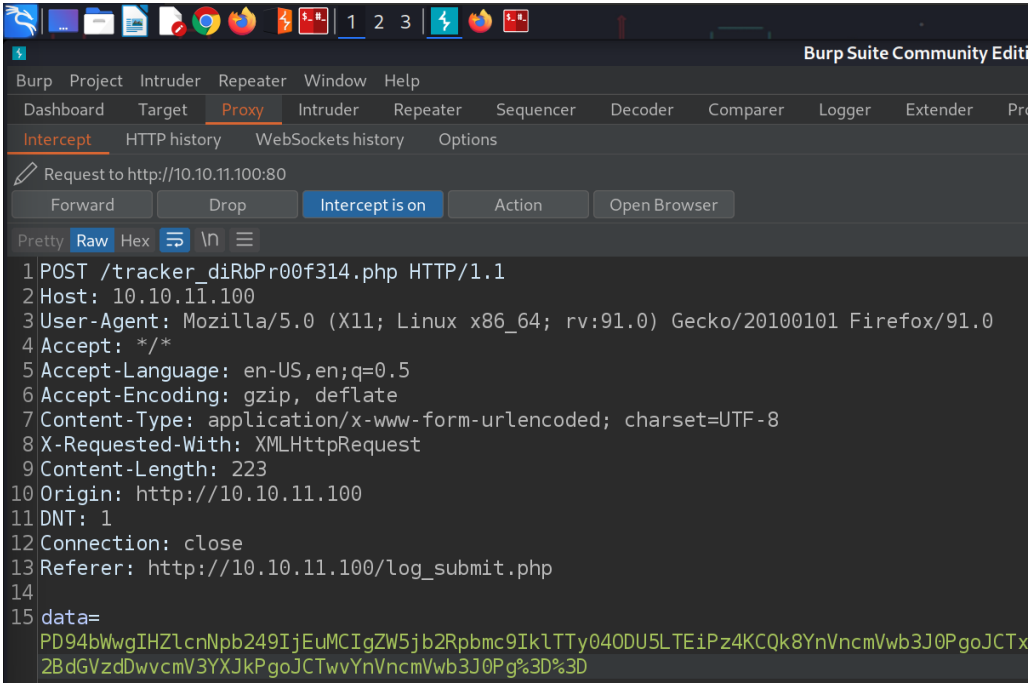 1 2 3
Burp Suite Community Editi
Burp Project Intruder Repeater Window Help
Dashboard Target Proxy Intruder Repeater Sequencer Decoder Comparer Logger Extender Pro
Intercept HTTP history WebSockets history Options
Request to http://10.10.11.100:80
Forward Drop Intercept is on Action Open Browser
Pretty Raw Hex \n
1 POST /tracker_diRbPr00f314.php HTTP/1.1
2 Host: 10.10.11.100
3 User-Agent: Mozilla/5.0 (X11; Linux x86_64; rv:91.0) Gecko/20100101 Firefox/91.0
4 Accept: */*
5 Accept-Language: en-US,en;q=0.5
6 Accept-Encoding: gzip, deflate
7 Content-Type: application/x-www-form-urlencoded; charset=UTF-8
8 X-Requested-With: XMLHttpRequest
9 Content-Length: 223
10 Origin: http://10.10.11.100
11 DNT: 1
12 Connection: close
13 Referer: http://10.10.11.100/log_submit.php
14
15 data=
PD94bWwgIHZlcnNpb249IjEuMCIgZW5jb2Rpbmc9IklTTy04ODU5LTEiPz4KCQk8YnVncmVwb3J0PgoJCTx
2BdGVzdDwvcmV3YXJkPgoJCTwvYnVncmVwb3J0Pg%3D%3D